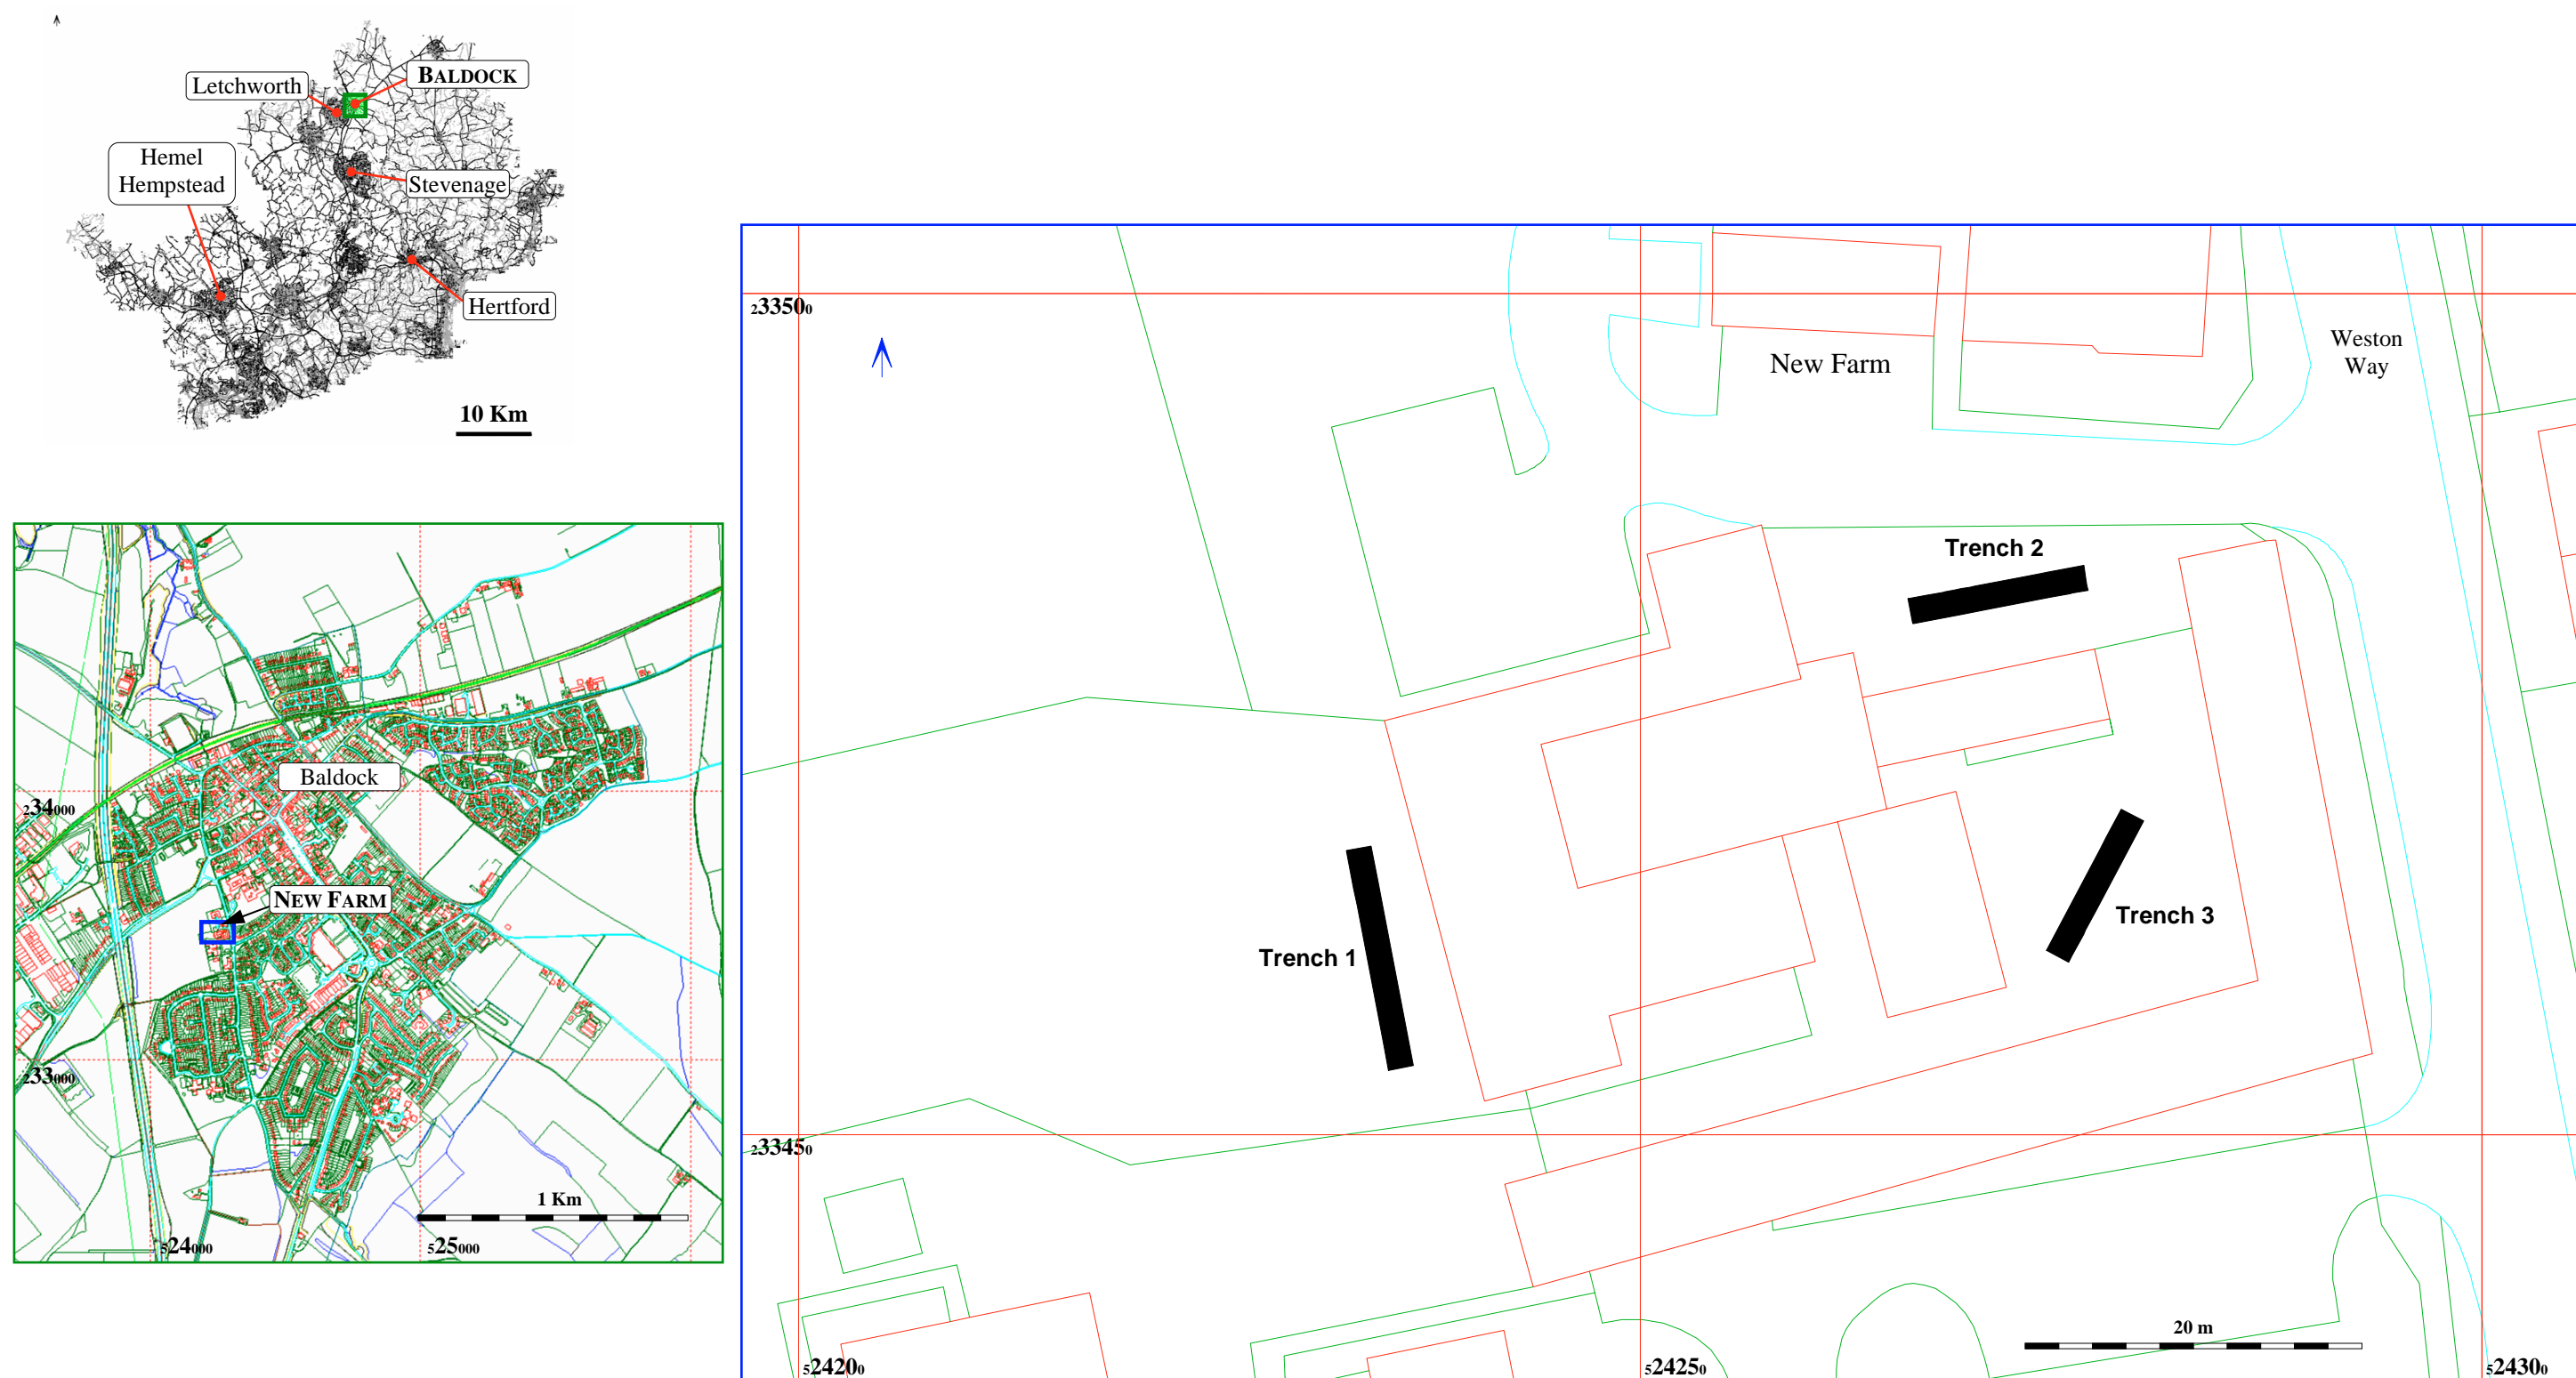 Letchworth
BALDOCK
Hemel
Hempstead
Stevenage
Hertford
10 Km
Baldock
234000
NEW FARM
233000
1 Km
524000
525000
233500
New Farm
Weston
Way
Trench 2
Trench 1
Trench 3
233450
20 m
524200
524250
524300